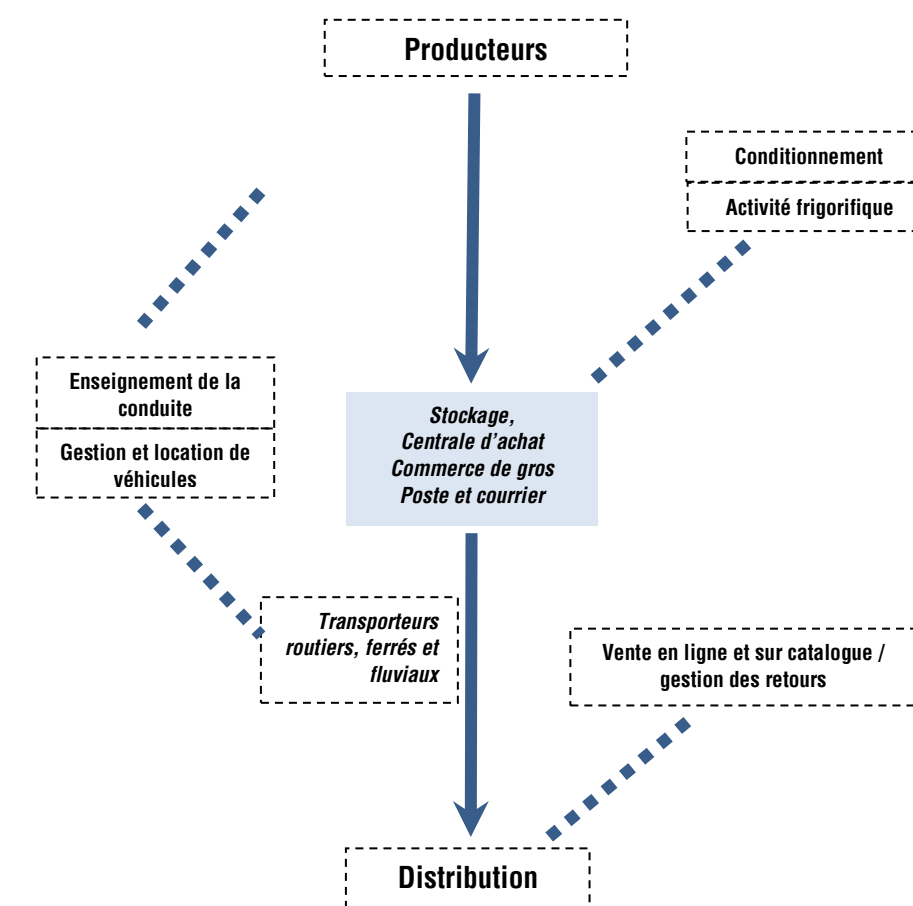 Producteurs
Conditionnement
Activité frigorifique
Enseignement de la
conduite
Gestion et location de
véhicules
Stockage,
Centrale d’achat
Commerce de gros
Poste et courrier
Transporteurs
routiers, ferrés et
fluviaux
Vente en ligne et sur catalogue /
gestion des retours
Distribution